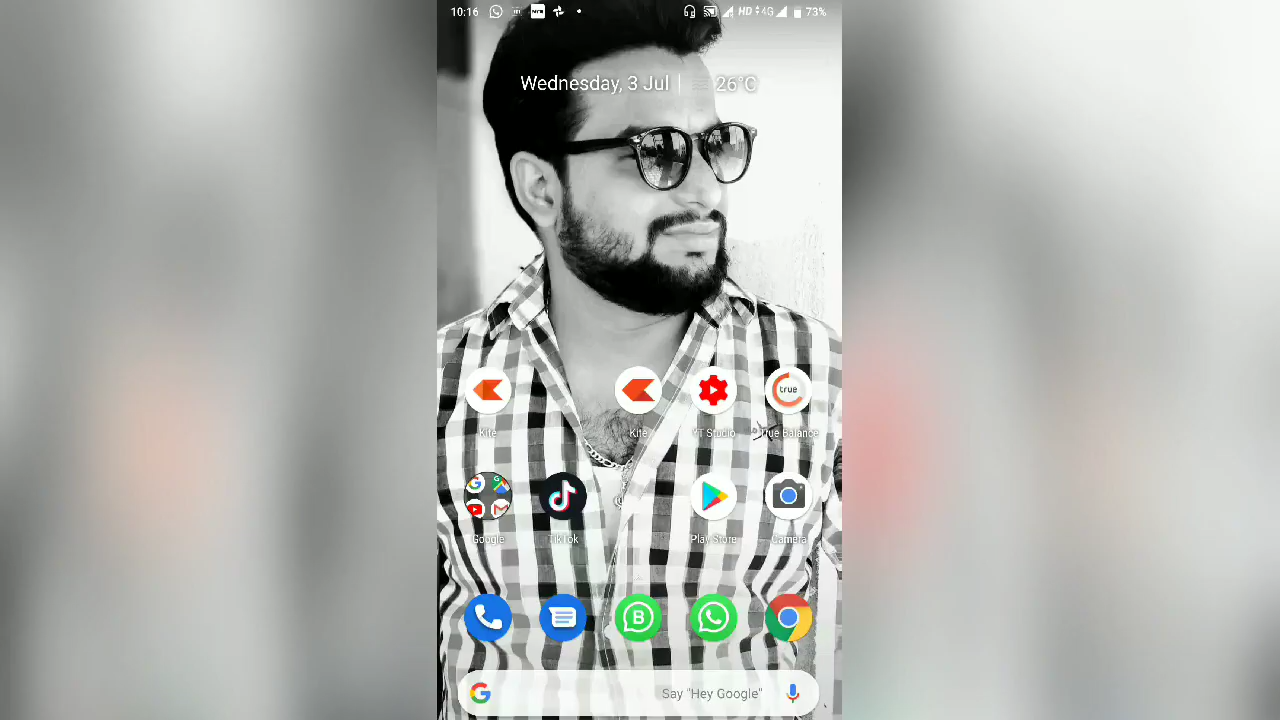 10:16 HD 4G 73%
Wednesday, 3 Jul | 26°C
Kite Kite YT Studio True Balance
true
Google TikTok Play Store Camera
B
G Say "Hey Google"